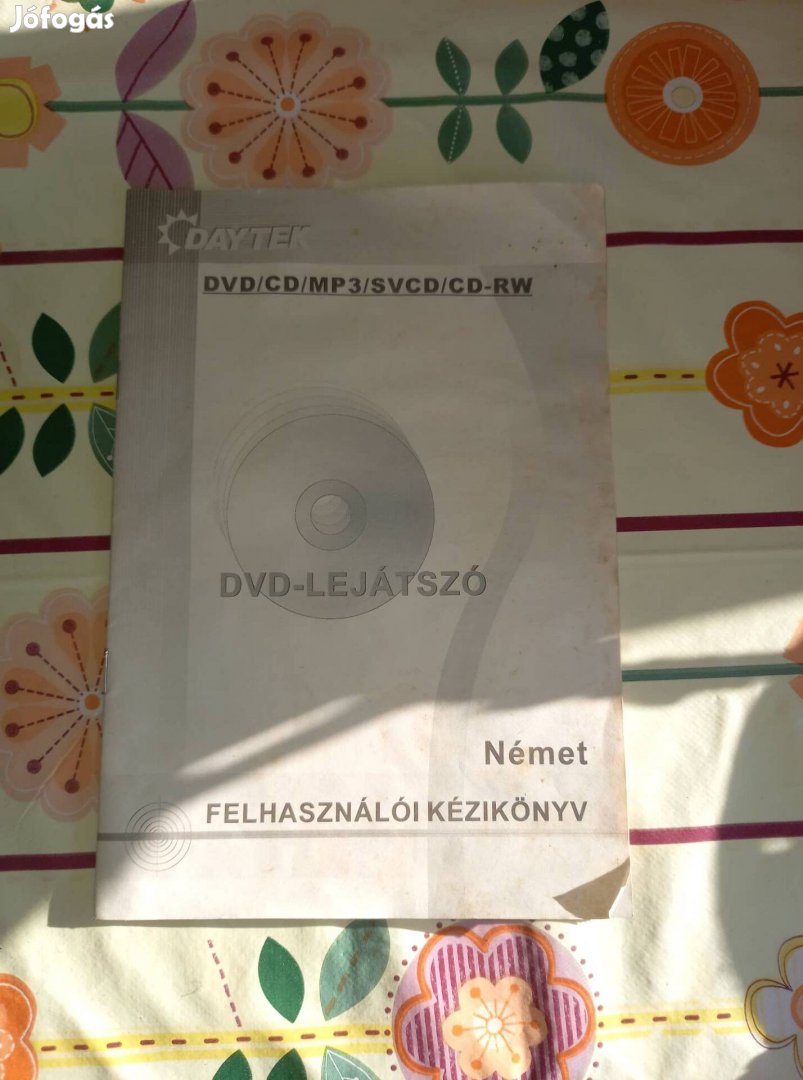 Jófogás
DAYTEK
DVD/CD/MP3/SVCD/CD-RW
DVD-LEJÁTSZÓ
Német
FELHASZNÁLÓI KÉZIKÖNYV